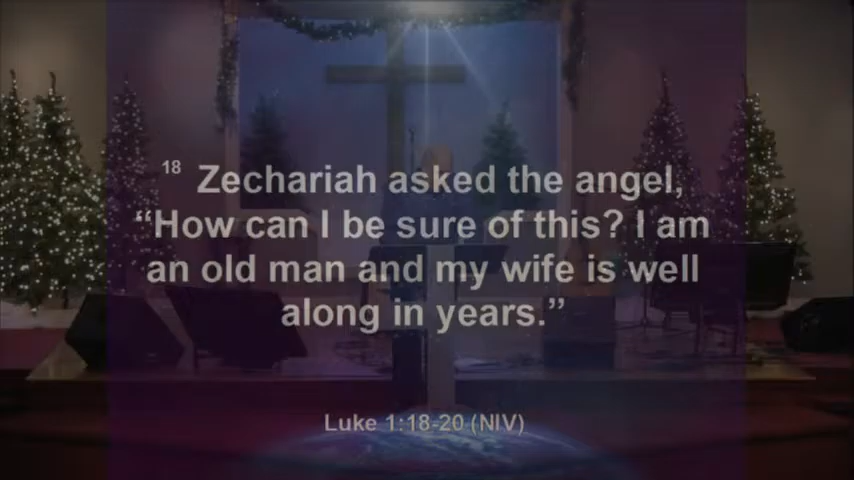 18 Zechariah asked the angel,
“How can I be sure of this? I am
an old man and my wife is well
along in years.”
Luke 1:18-20 (NIV)